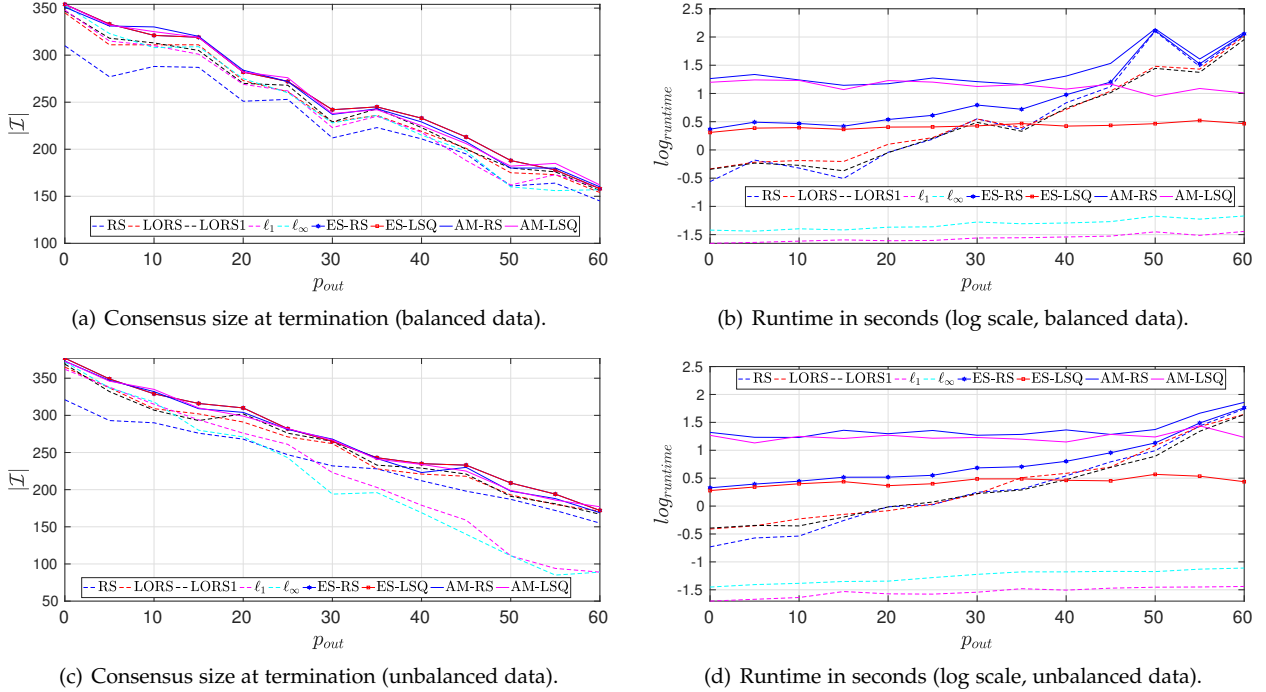 350
300
250
200
150
100
|I|
RS LORS LORS1 ℓ1 ℓ∞ ES-RS ES-LSQ AM-RS AM-LSQ
0 10 20 30 40 50 60
p_out
(a) Consensus size at termination (balanced data).
2.5
2
1.5
1
0.5
0
-0.5
-1
-1.5
log_runtime
RS LORS LORS1 ℓ1 ℓ∞ ES-RS ES-LSQ AM-RS AM-LSQ
0 10 20 30 40 50 60
p_out
(b) Runtime in seconds (log scale, balanced data).
350
300
250
200
150
100
50
|I|
RS LORS LORS1 ℓ1 ℓ∞ ES-RS ES-LSQ AM-RS AM-LSQ
0 10 20 30 40 50 60
p_out
(c) Consensus size at termination (unbalanced data).
2.5
2
1.5
1
0.5
0
-0.5
-1
-1.5
log_runtime
RS LORS LORS1 ℓ1 ℓ∞ ES-RS ES-LSQ AM-RS AM-LSQ
0 10 20 30 40 50 60
p_out
(d) Runtime in seconds (log scale, unbalanced data).